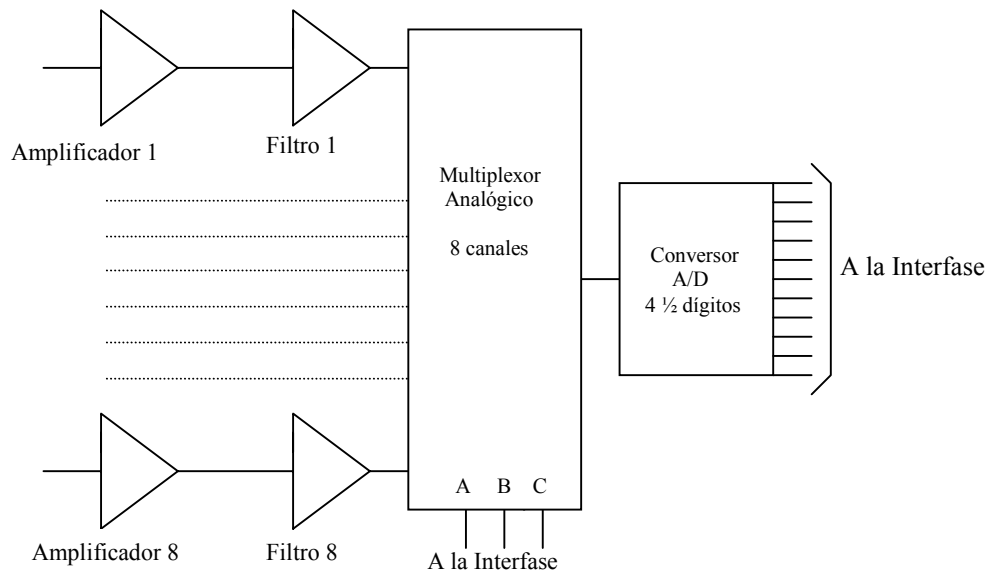 Amplificador 1
Filtro 1
Multiplexor
Analógico
8 canales
Conversor
A/D
4 ½ dígitos
A la Interfase
A B C
Amplificador 8
Filtro 8
A la Interfase